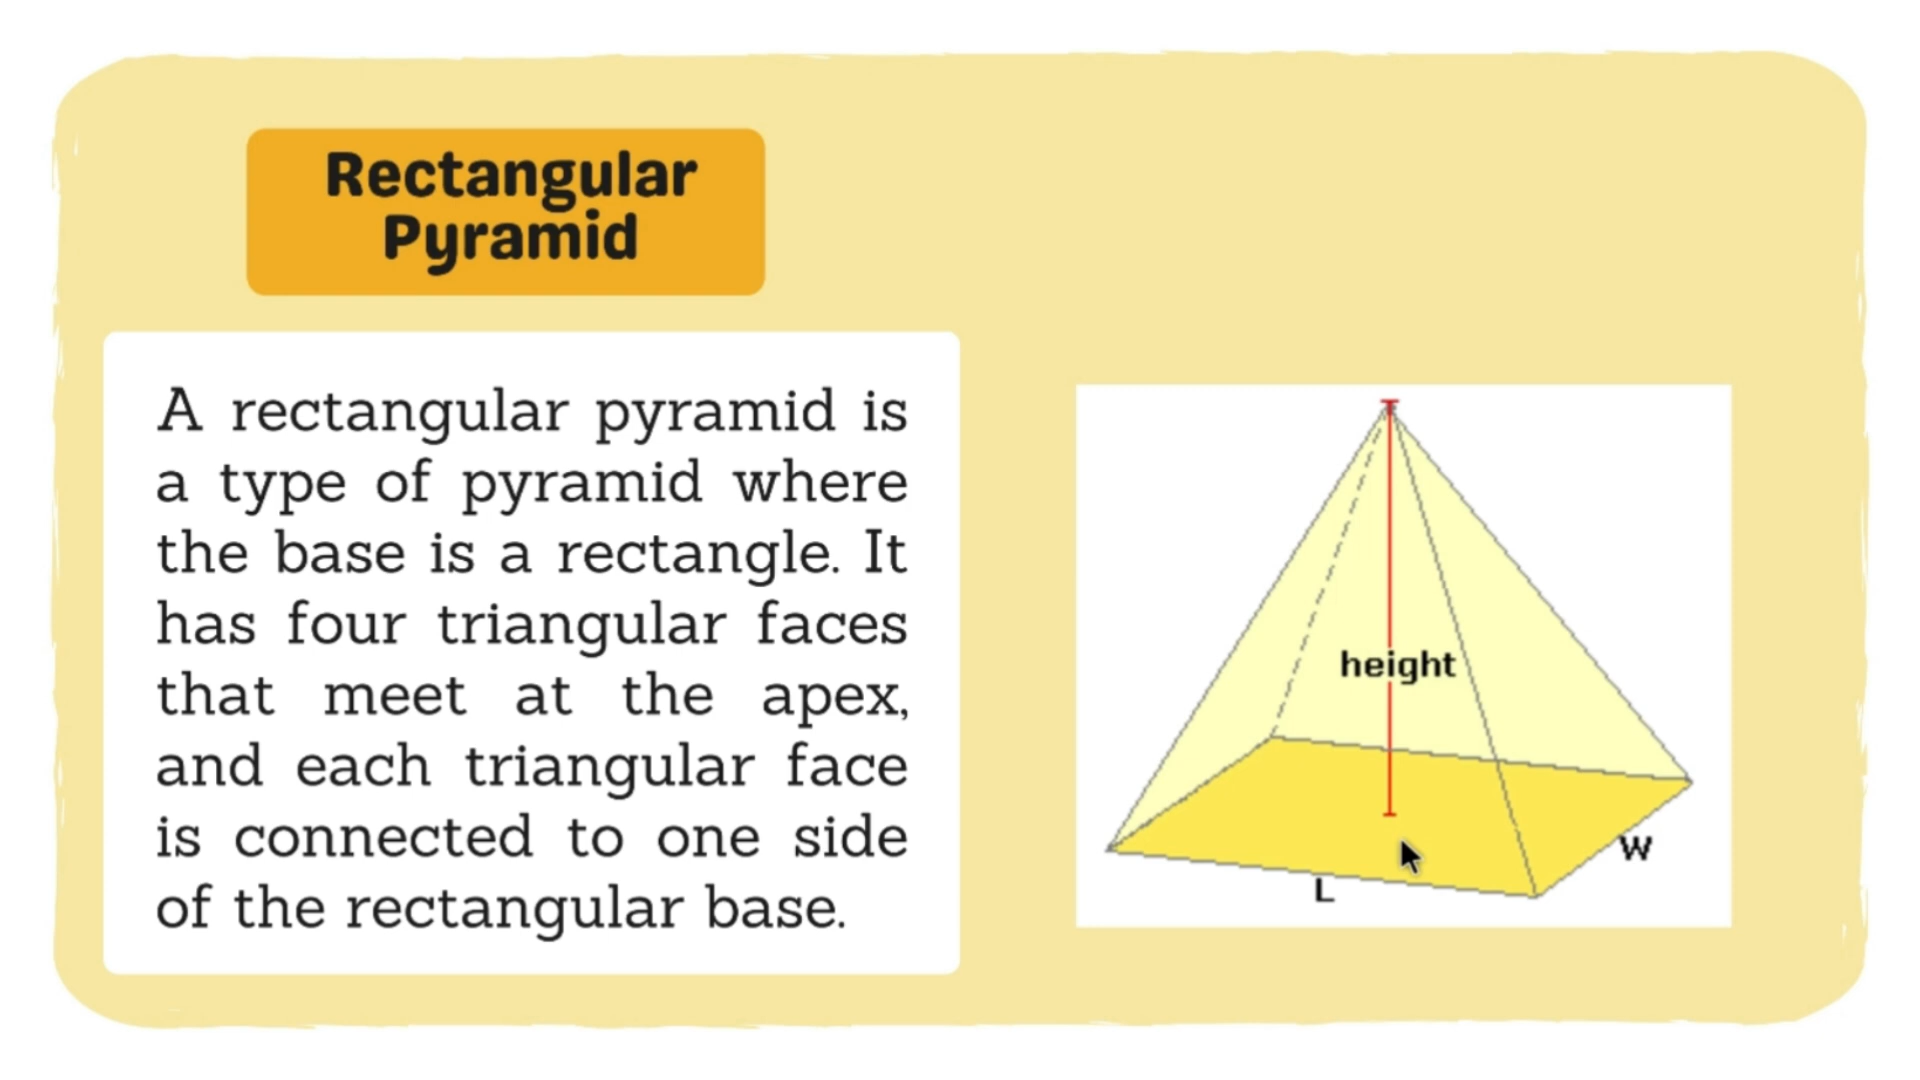 Rectangular
Pyramid
A rectangular pyramid is
a type of pyramid where
the base is a rectangle. It
has four triangular faces
that meet at the apex,
and each triangular face
is connected to one side
of the rectangular base.
height
W
L